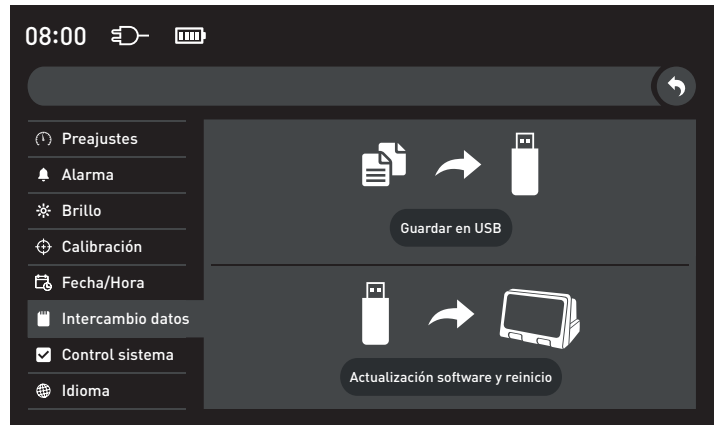 08:00
Preajustes
Alarma
Brillo
Calibración
Fecha/Hora
Intercambio datos
Control sistema
Idioma
Guardar en USB
Actualización software y reinicio